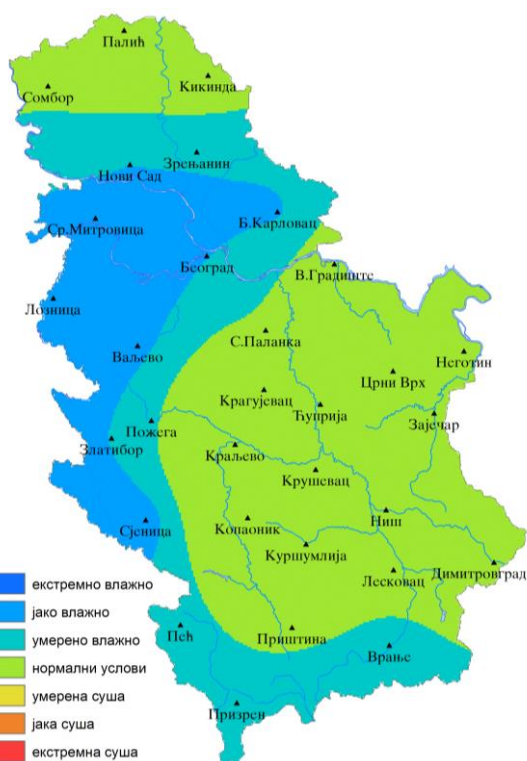 Палић
Кикинда
Сомбор
Зрењанин
Нови Сад
Ср.Митровица
Б.Карловац
Београд
В.Градиште
Лозница
С.Паланка
Ваљево
Неготин
Црни Врх
Крагујевац
Ћуприја
Зајечар
Пожега
Златибор
Краљево
Крушевац
Сјеница
Копаоник
Ниш
Куршумлија
Лесковац
Димитровград
Пећ
Приштина
Врање
Призрен
екстремно влажно
јако влажно
умерено влажно
нормални услови
умерена суша
јака суша
екстремна суша